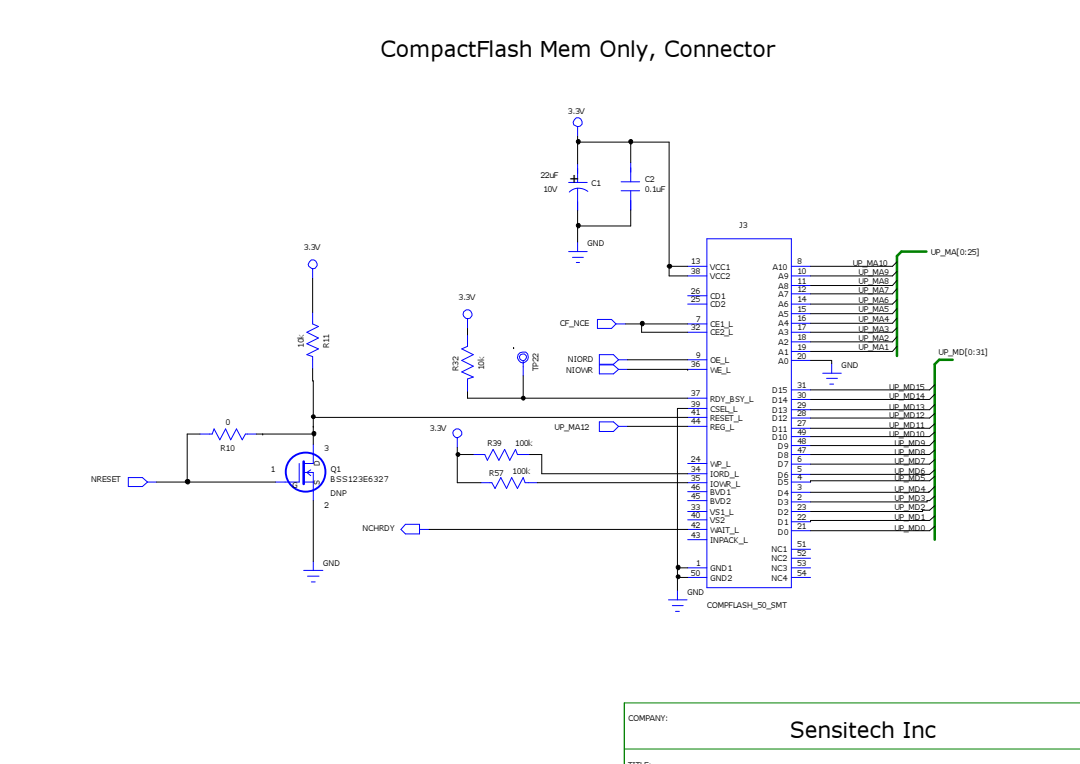 CompactFlash Mem Only, Connector
3.3V
22uF
10V
C1
C2
0.1uF
GND
J3
3.3V
10k
R11
3.3V
R32
10k
TP22
CF_NCE
NIORD
NIOWR
UP_MA12
3.3V
R39 100k
R57 100k
0
R10
NRESET
1
3
D
G
S
2
Q1
BSS123E6327
DNP
GND
NCHRDY
GND
13 VCC1
38 VCC2
26 CD1
25 CD2
7 CE1_L
32 CE2_L
9 OE_L
36 WE_L
37 RDY_BSY_L
39 CSEL_L
41 RESET_L
44 REG_L
24 WP_L
34 IORD_L
35 IOWR_L
46 BVD1
45 BVD2
33 VS1_L
40 VS2
42 WAIT_L
43 INPACK_L
1 GND1
50 GND2
COMPFLASH_50_SMT
A10 8 UP_MA10
A9 10 UP_MA9
A8 11 UP_MA8
A7 12 UP_MA7
A6 14 UP_MA6
A5 15 UP_MA5
A4 16 UP_MA4
A3 17 UP_MA3
A2 18 UP_MA2
A1 19 UP_MA1
A0 20
GND
UP_MA[0:25]
UP_MD[0:31]
D15 31 UP_MD15
D14 30 UP_MD14
D13 29 UP_MD13
D12 28 UP_MD12
D11 27 UP_MD11
D10 49 UP_MD10
D9 48 UP_MD9
D8 47 UP_MD8
D7 6 UP_MD7
D6 5 UP_MD6
D5 4 UP_MD5
D4 3 UP_MD4
D3 2 UP_MD3
D2 23 UP_MD2
D1 22 UP_MD1
D0 21 UP_MD0
NC1 51
NC2 52
NC3 53
NC4 54
COMPANY:
Sensitech Inc